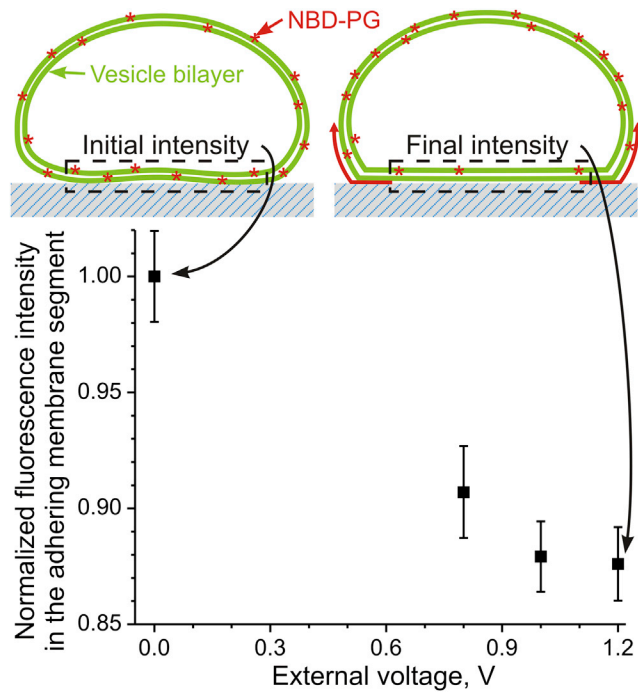 NBD-PG
Vesicle bilayer
Initial intensity
Final intensity
Normalized fluorescence intensity
in the adhering membrane segment
1.00
0.95
0.90
0.85
0.0
0.3
0.6
0.9
1.2
External voltage, V